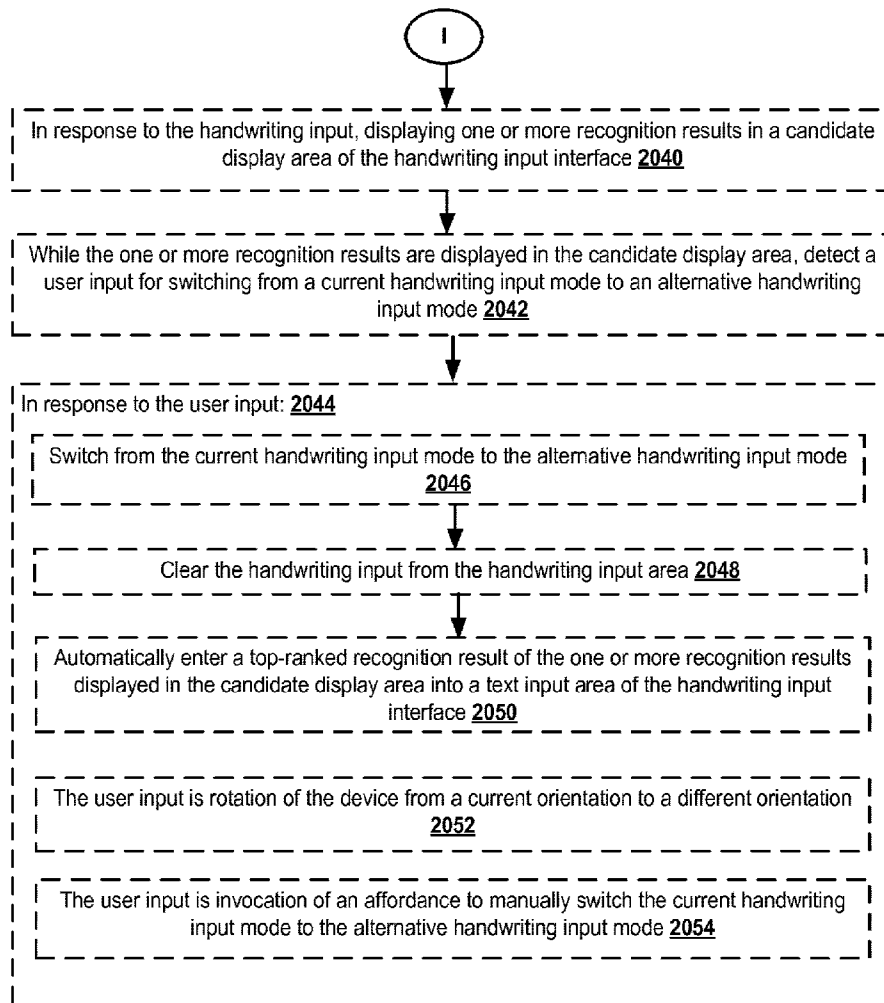 I
In response to the handwriting input, displaying one or more recognition results in a candidate
display area of the handwriting input interface 2040
While the one or more recognition results are displayed in the candidate display area, detect a
user input for switching from a current handwriting input mode to an alternative handwriting
input mode 2042
In response to the user input: 2044
Switch from the current handwriting input mode to the alternative handwriting input mode
2046
Clear the handwriting input from the handwriting input area 2048
Automatically enter a top-ranked recognition result of the one or more recognition results
displayed in the candidate display area into a text input area of the handwriting input
interface 2050
The user input is rotation of the device from a current orientation to a different orientation
2052
The user input is invocation of an affordance to manually switch the current handwriting
input mode to the alternative handwriting input mode 2054